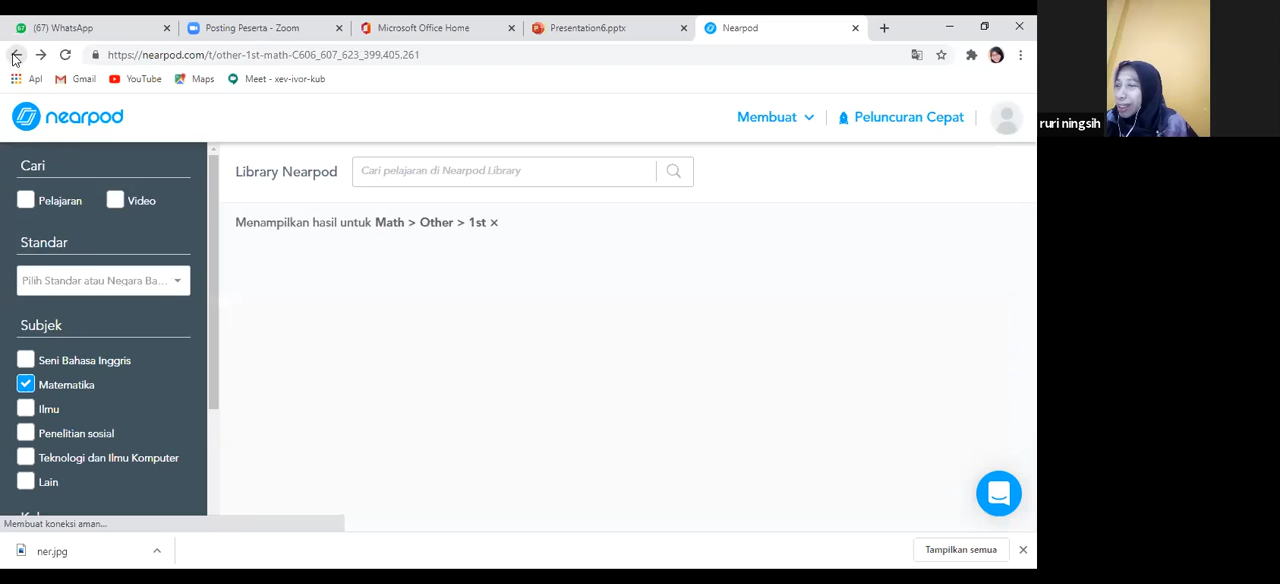 (67) WhatsApp
Posting Peserta - Zoom
Microsoft Office Home
Presentation6.pptx
Nearpod
https://nearpod.com/t/other-1st-math-C606_607_623_399,405,261
Apl
Gmail
YouTube
Maps
Meet - xev-ivor-kub
nearpod
Membuat
Peluncuran Cepat
ruri ningsih
Cari
Pelajaran
Video
Standar
Pilih Standar atau Negara Ba...
Subjek
Seni Bahasa Inggris
Matematika
Ilmu
Penelitian sosial
Teknologi dan Ilmu Komputer
Lain
Library Nearpod
Cari pelajaran di Nearpod Library
Menampilkan hasil untuk Math > Other > 1st ×
Membuat koneksi aman...
ner.jpg
Tampilkan semua